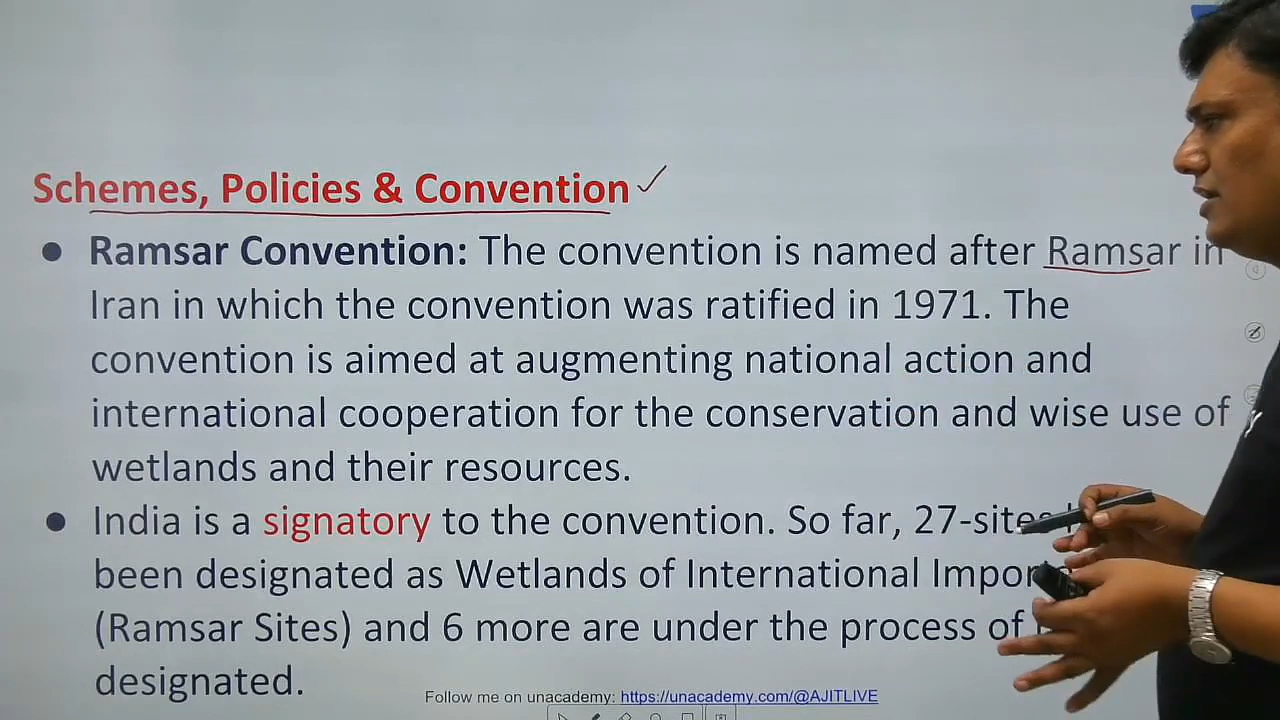 Schemes, Policies & Convention
● Ramsar Convention: The convention is named after Ramsar in
Iran in which the convention was ratified in 1971. The
convention is aimed at augmenting national action and
international cooperation for the conservation and wise use of
wetlands and their resources.
● India is a signatory to the convention. So far, 27-sites
been designated as Wetlands of International
(Ramsar Sites) and 6 more are under the process of
designated.
Follow me on unacademy: https://unacademy.com/@AJITLIVE